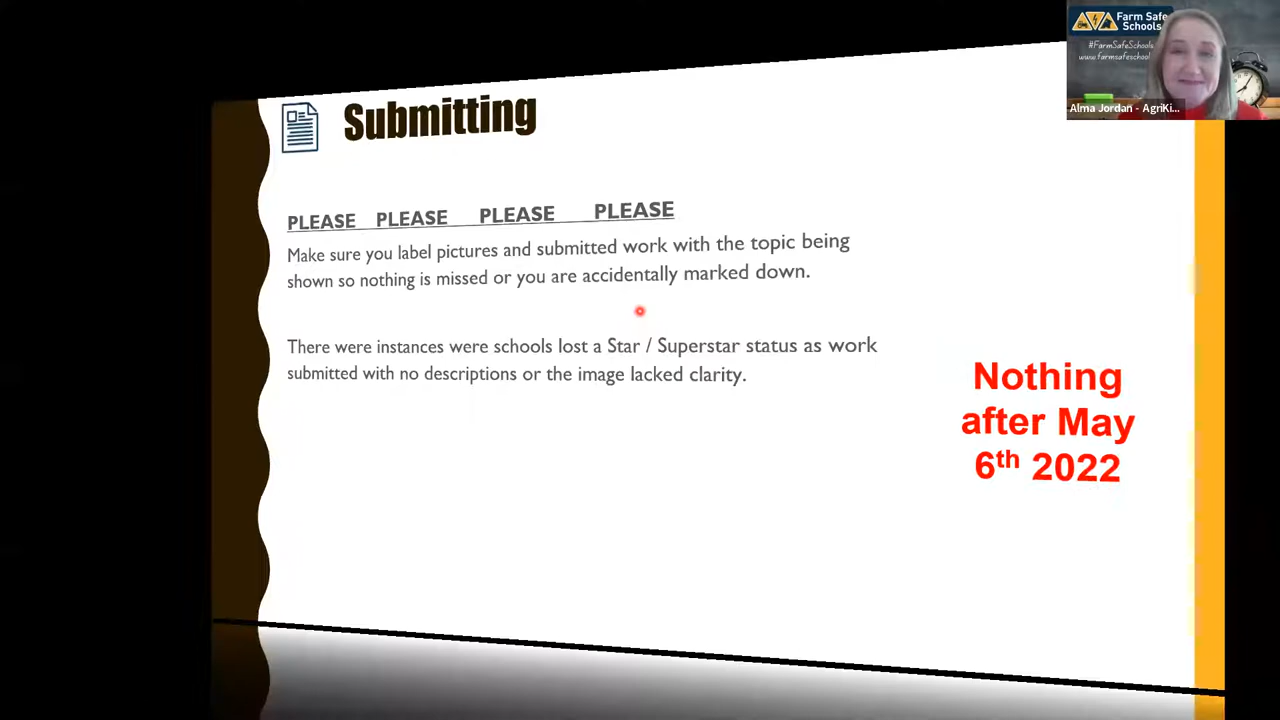 Submitting
PLEASE PLEASE PLEASE PLEASE
Make sure you label pictures and submitted work with the topic being
shown so nothing is missed or you are accidentally marked down.
There were instances were schools lost a Star / Superstar status as work
submitted with no descriptions or the image lacked clarity.
Nothing
after May
6th 2022
Farm Safe
Schools
#FarmSafeSchools
www.farmsafeschool
Alma Jordan - AgriKi...